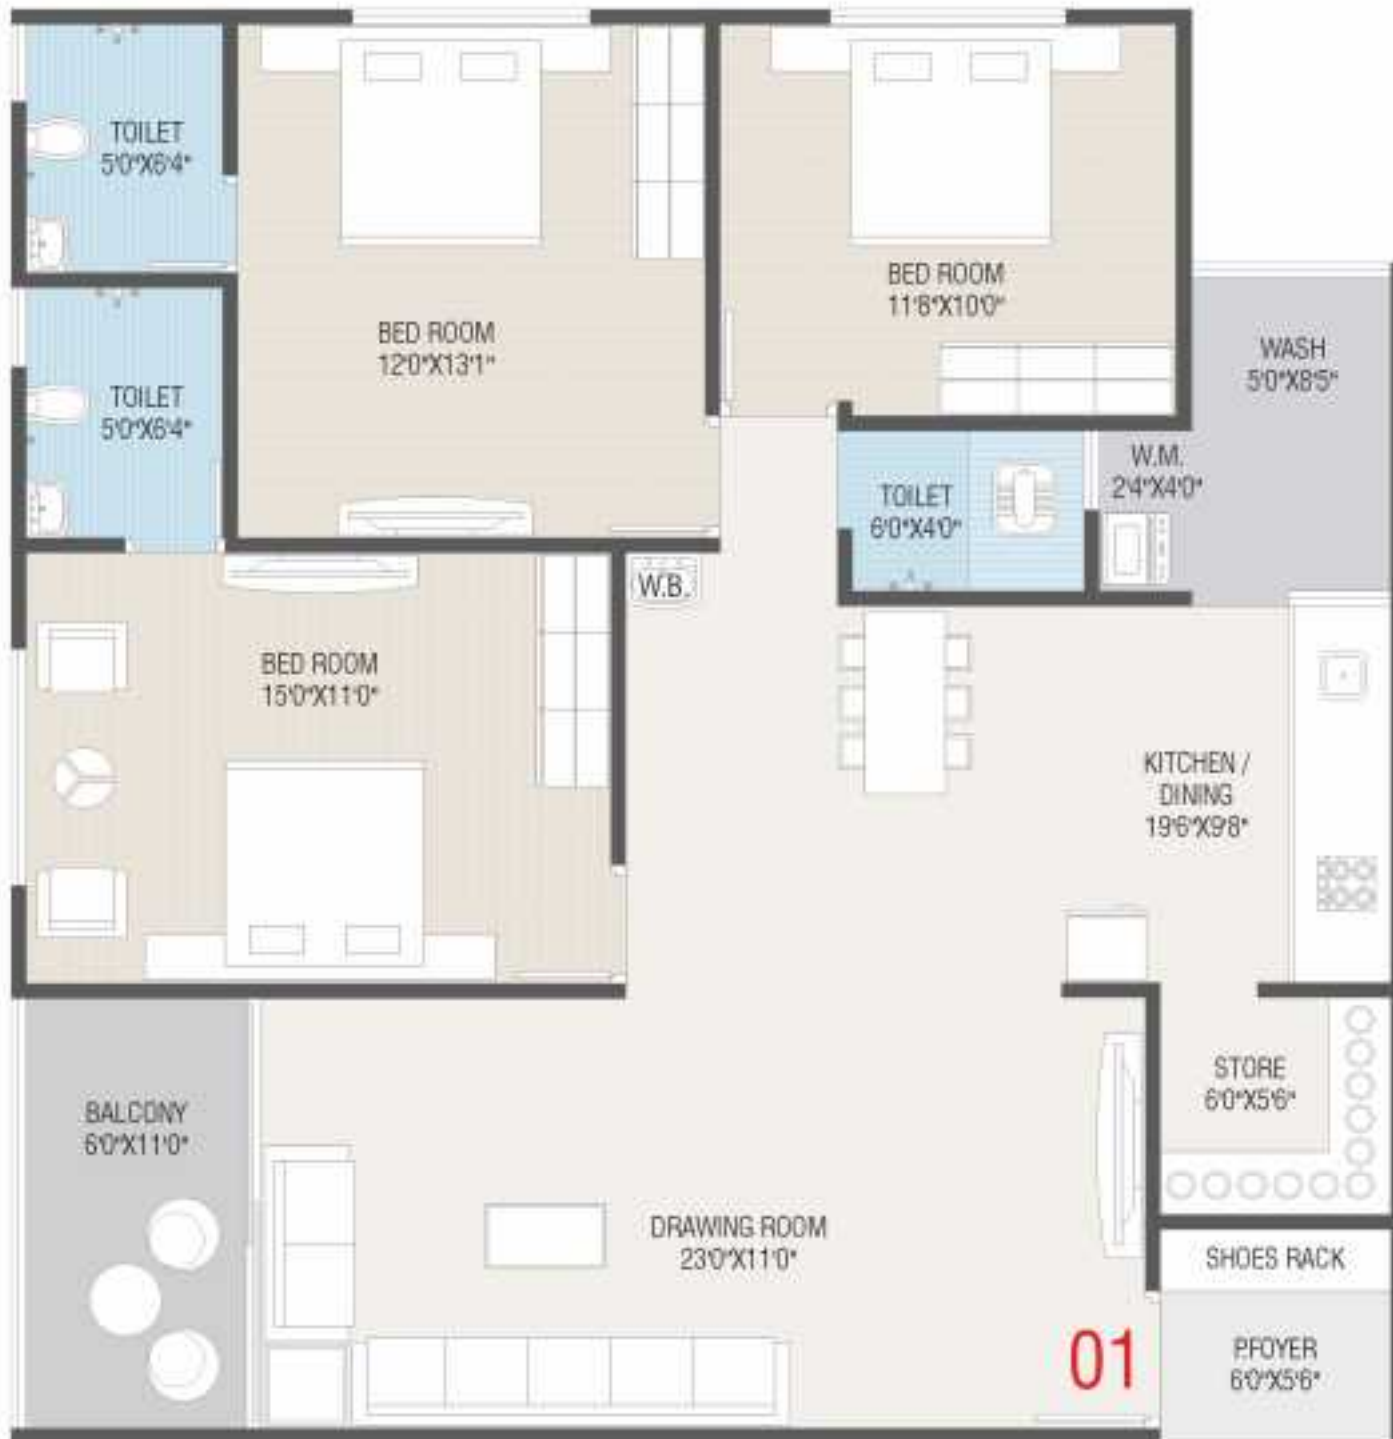 TOILET
5'0"X6'4"
BED ROOM
12'0"X13'1"
BED ROOM
11'8"X10'0"
WASH
5'0"X8'5"
TOILET
5'0"X6'4"
W.M.
2'4"X4'0"
TOILET
6'0"X4'0"
W.B.
BED ROOM
15'0"X11'0"
KITCHEN /
DINING
19'6"X9'8"
STORE
6'0"X5'6"
BALCONY
6'0"X11'0"
DRAWING ROOM
23'0"X11'0"
SHOES RACK
01
P.FOYER
6'0"X5'6"